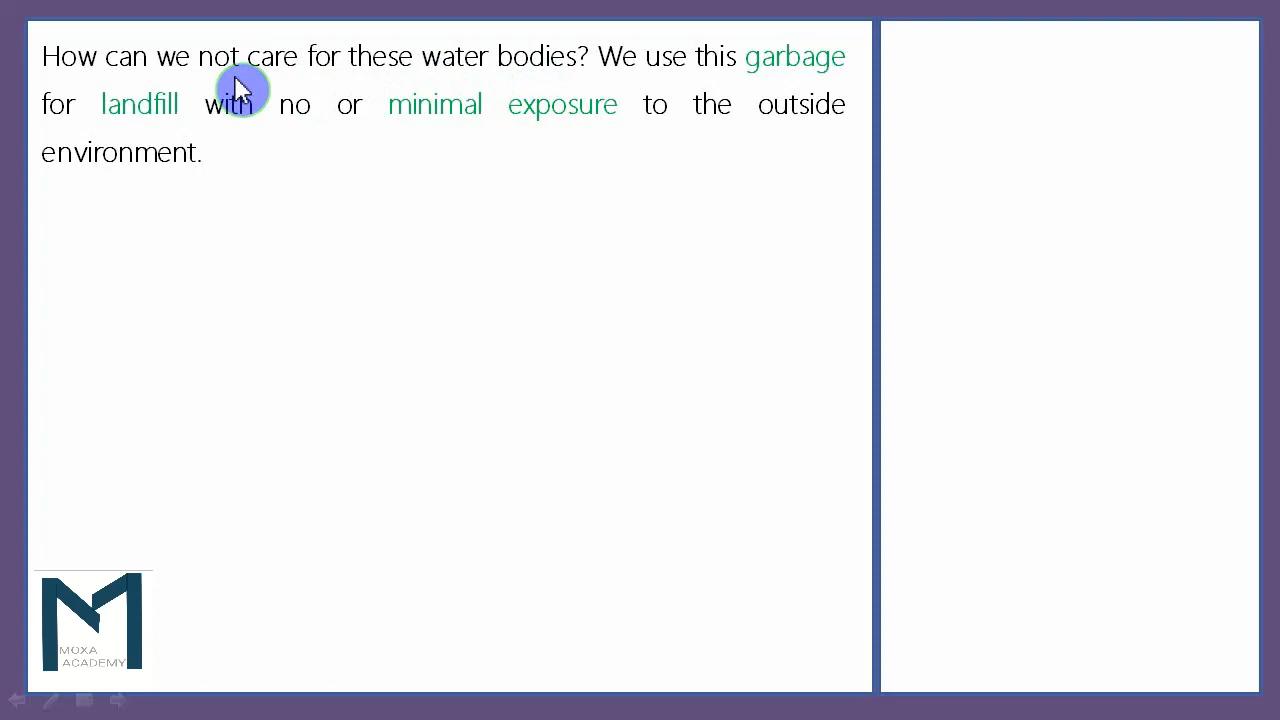 How can we not care for these water bodies? We use this garbage
for landfill with no or minimal exposure to the outside
environment.
MOXA
ACADEMY